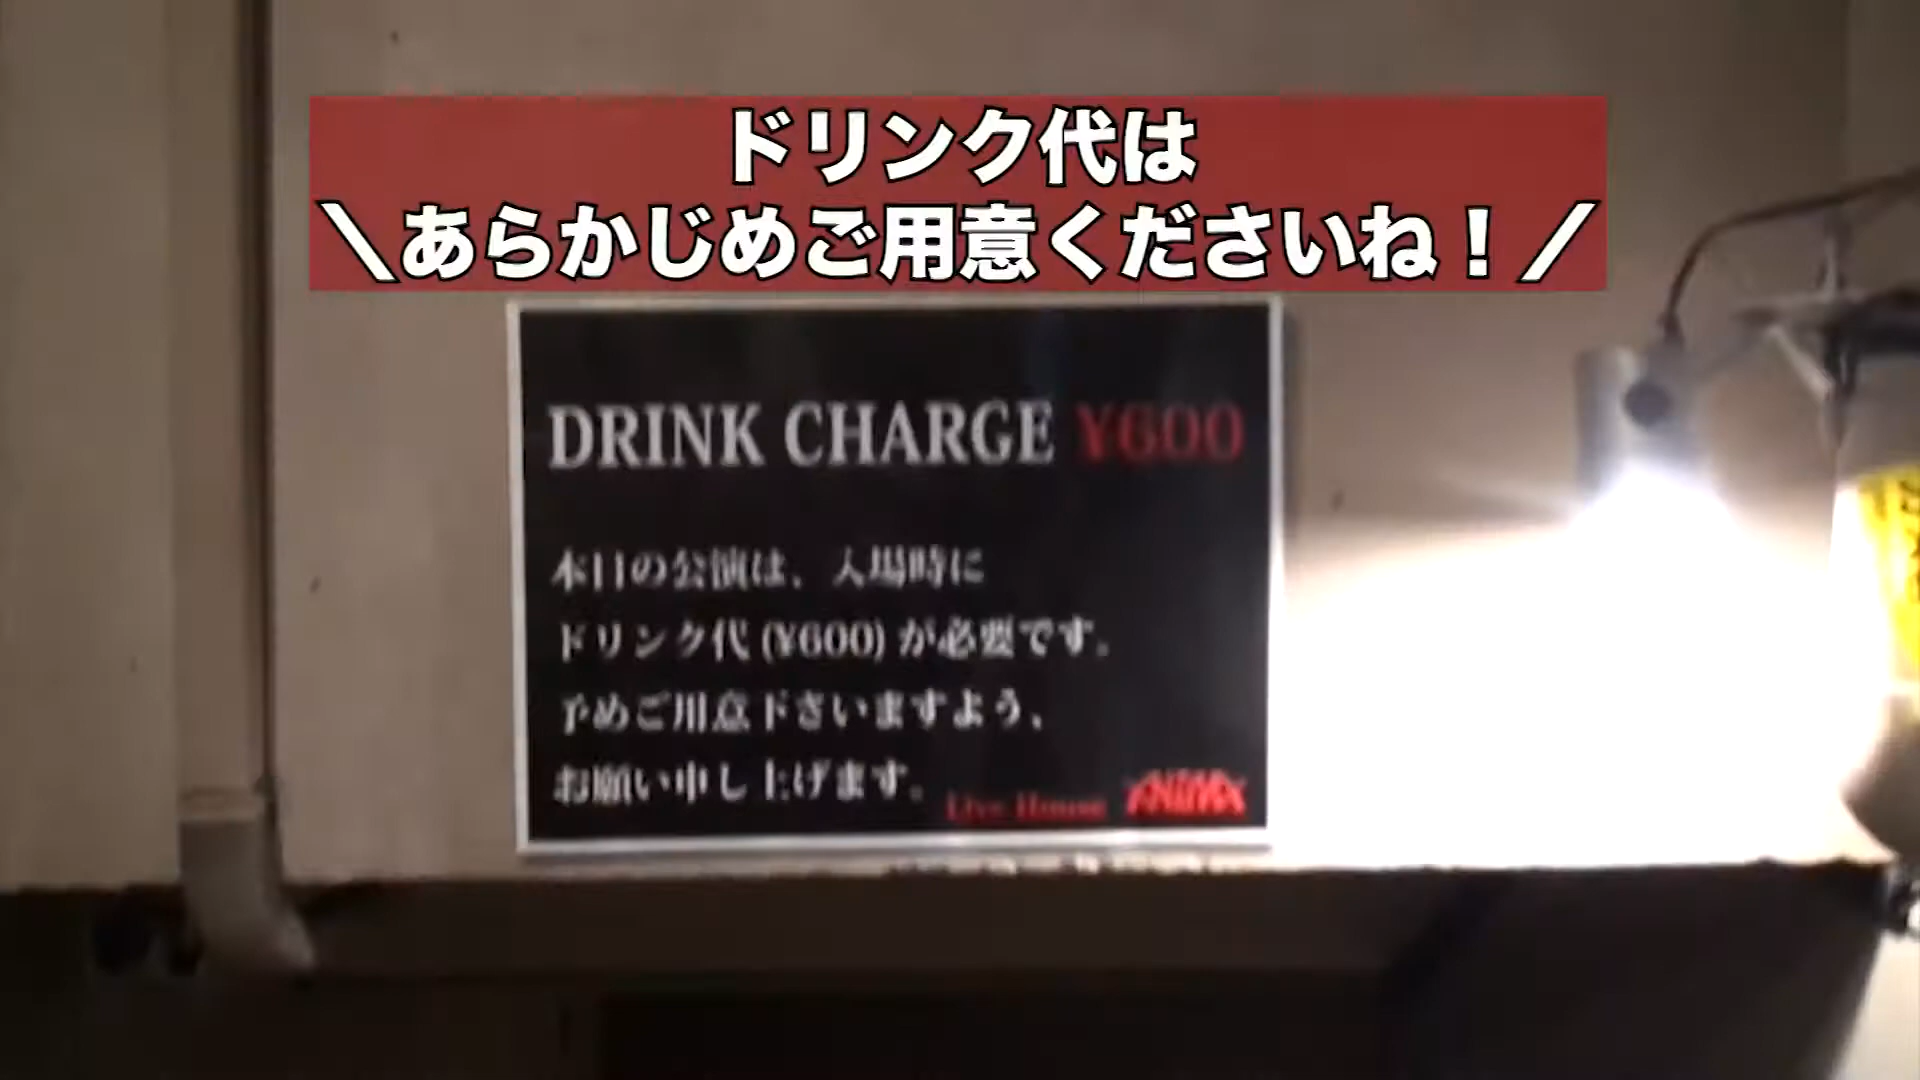 ドリンク代は
＼あらかじめご用意くださいね！／
DRINK CHARGE ¥600
本日の公演は、入場時に
ドリンク代 (¥600) が必要です。
予めご用意下さいますよう、
お願い申し上げます。
Live House ANIMA